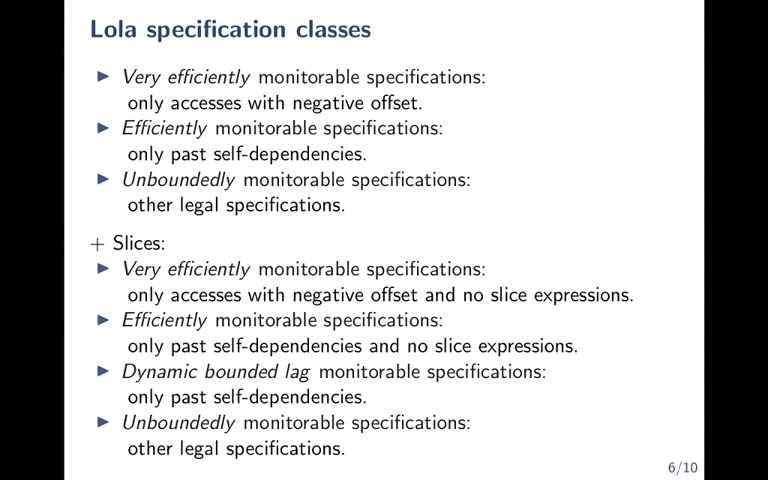 Lola specification classes
▶ Very efficiently monitorable specifications:
only accesses with negative offset.
▶ Efficiently monitorable specifications:
only past self-dependencies.
▶ Unboundedly monitorable specifications:
other legal specifications.
+ Slices:
▶ Very efficiently monitorable specifications:
only accesses with negative offset and no slice expressions.
▶ Efficiently monitorable specifications:
only past self-dependencies and no slice expressions.
▶ Dynamic bounded lag monitorable specifications:
only past self-dependencies.
▶ Unboundedly monitorable specifications:
other legal specifications.
6/10